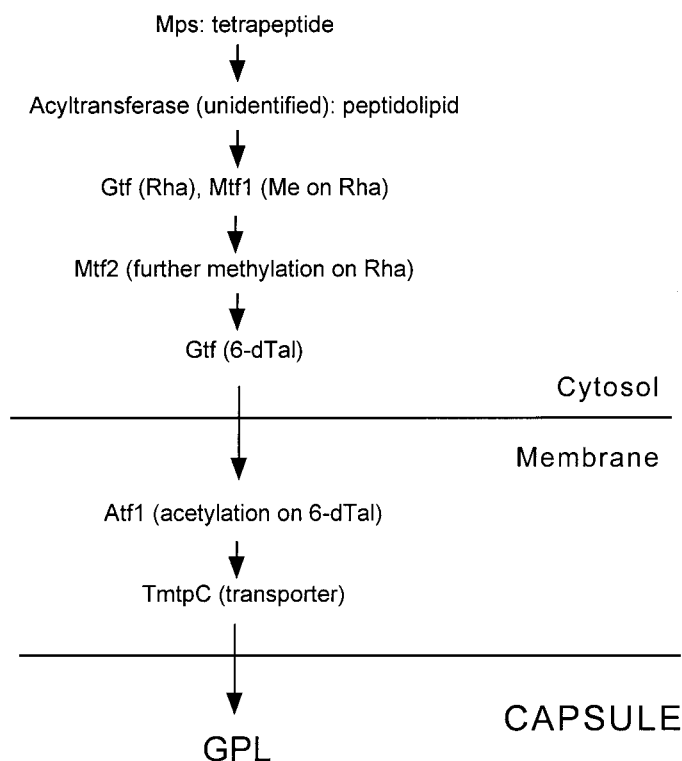 Mps: tetrapeptide
Acyltransferase (unidentified): peptidolipid
Gtf (Rha), Mtf1 (Me on Rha)
Mtf2 (further methylation on Rha)
Gtf (6-dTal)
Cytosol
Membrane
Atf1 (acetylation on 6-dTal)
TmtpC (transporter)
CAPSULE
GPL